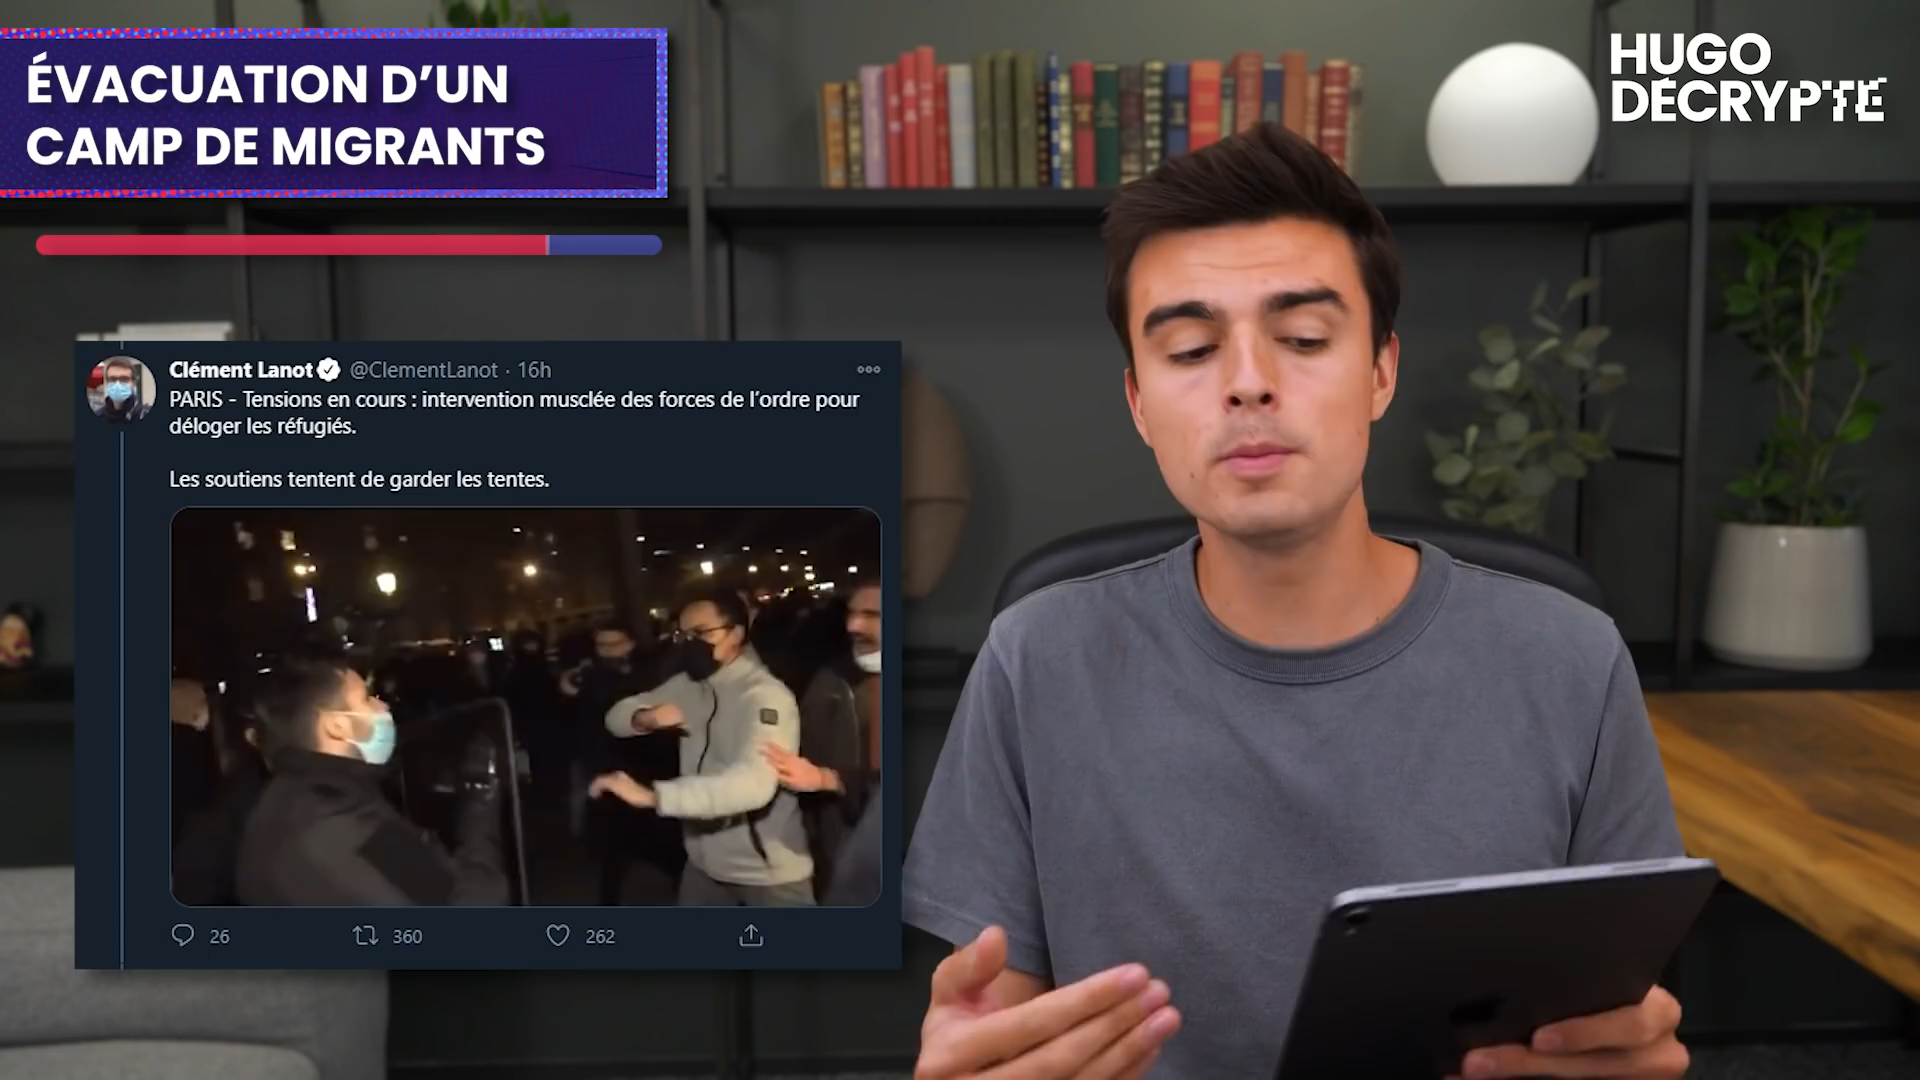 ÉVACUATION D’UN
CAMP DE MIGRANTS
HUGO
DÉCRYPTE
Clément Lanot @ClementLanot · 16h
PARIS - Tensions en cours : intervention musclée des forces de l’ordre pour
déloger les réfugiés.
Les soutiens tentent de garder les tentes.
26 360 262